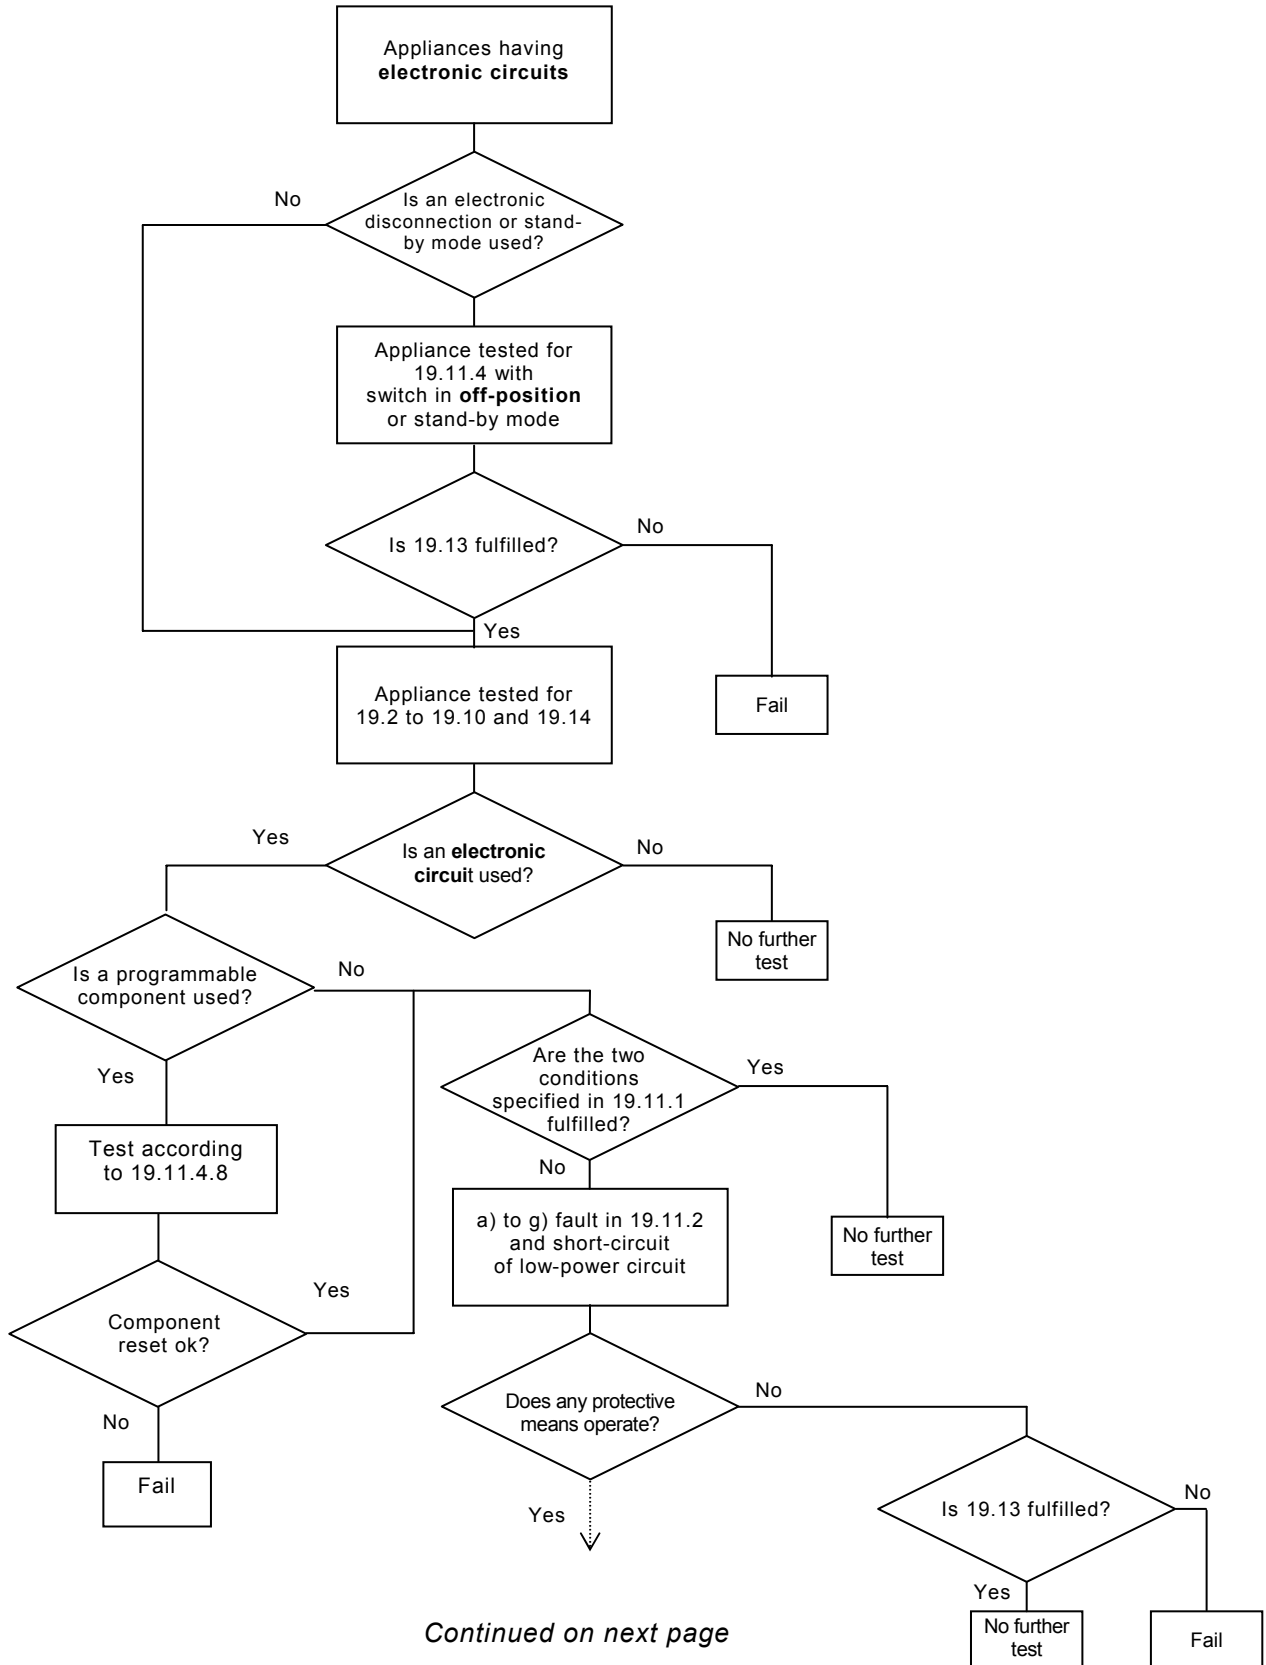 Appliances having
electronic circuits
No
Is an electronic
disconnection or stand-
by mode used?
Appliance tested for
19.11.4 with
switch in off-position
or stand-by mode
Is 19.13 fulfilled?
No
Yes
Appliance tested for
19.2 to 19.10 and 19.14
Fail
Yes
Is an electronic
circuit used?
No
No further
test
Is a programmable
component used?
No
Yes
Are the two
conditions
specified in 19.11.1
fulfilled?
Yes
No
Test according
to 19.11.4.8
a) to g) fault in 19.11.2
and short-circuit
of low-power circuit
No further
test
Component
reset ok?
Yes
No
Fail
Does any protective
means operate?
No
Yes
Is 19.13 fulfilled?
No
Yes
No further
test
Fail
Continued on next page